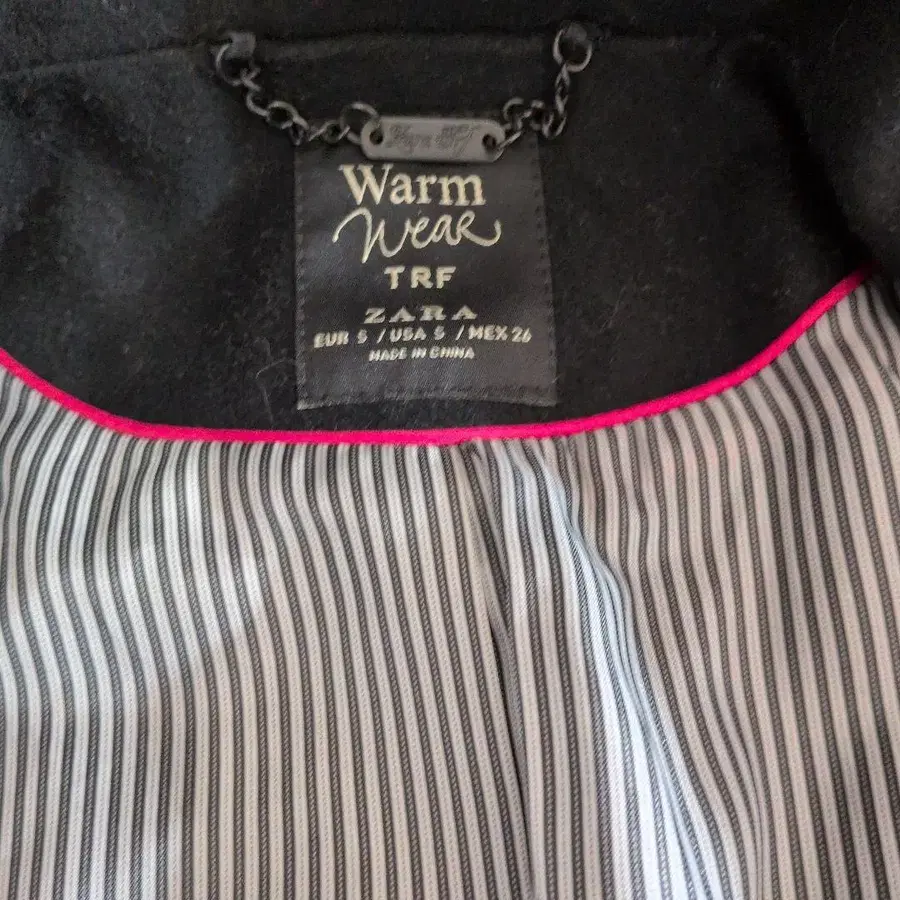 Warm
Wear
TRF
ZARA
EUR S / USA S / MEX 26
MADE IN CHINA